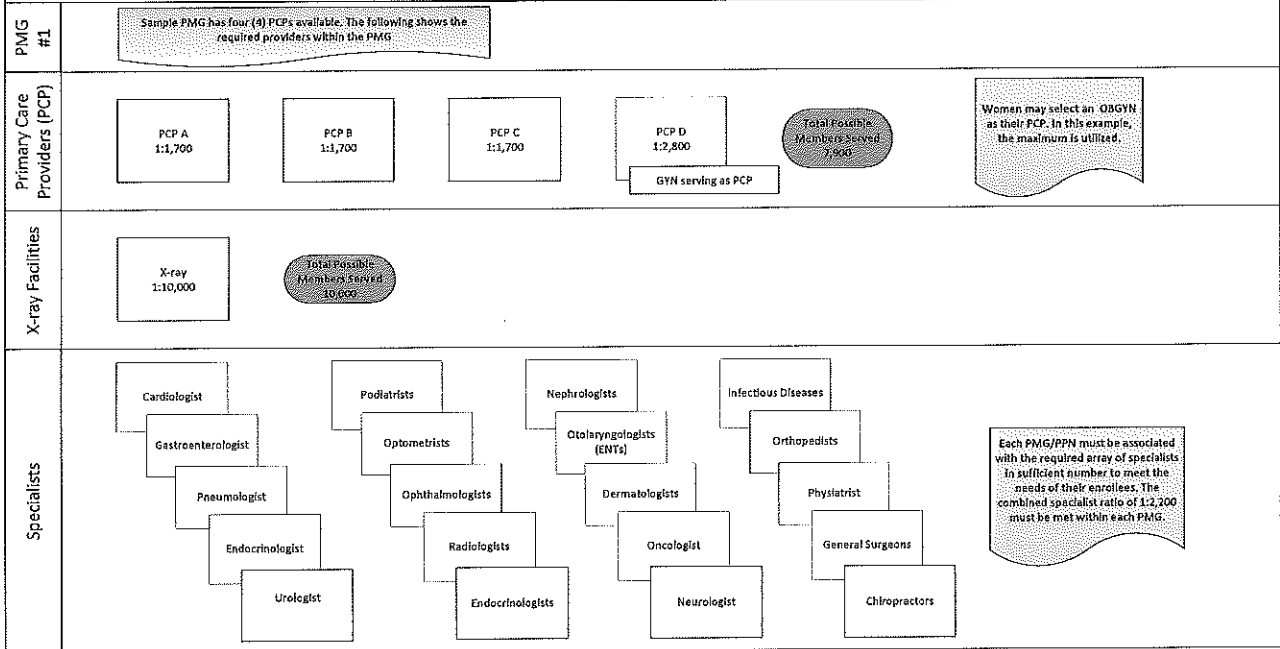 PMG
#1
Sample PMG has four (4) PCPs available. The following shows the
required providers within the PMG
Primary Care
Providers (PCP)
PCP A
1:1,700
PCP B
1:1,700
PCP C
1:1,700
PCP D
1:2,800
GYN serving as PCP
Total Possible
Members Served
7,900
Women may select an OBGYN
as their PCP. In this example,
the maximum is utilized.
X-ray Facilities
X-ray
1:10,000
Total Possible
Members Served
10,000
Specialists
Cardiologist
Gastroenterologist
Pneumologist
Endocrinologist
Urologist
Podiatrists
Optometrists
Ophthalmologists
Radiologists
Endocrinologists
Nephrologists
Otolaryngologists
(ENTs)
Dermatologists
Oncologist
Neurologist
Infectious Diseases
Orthopedists
Physiatrist
General Surgeons
Chiropractors
Each PMG/PPN must be associated
with the required array of specialists
in sufficient number to meet the
needs of their enrollees. The
combined specialist ratio of 1:2,200
must be met within each PMG.